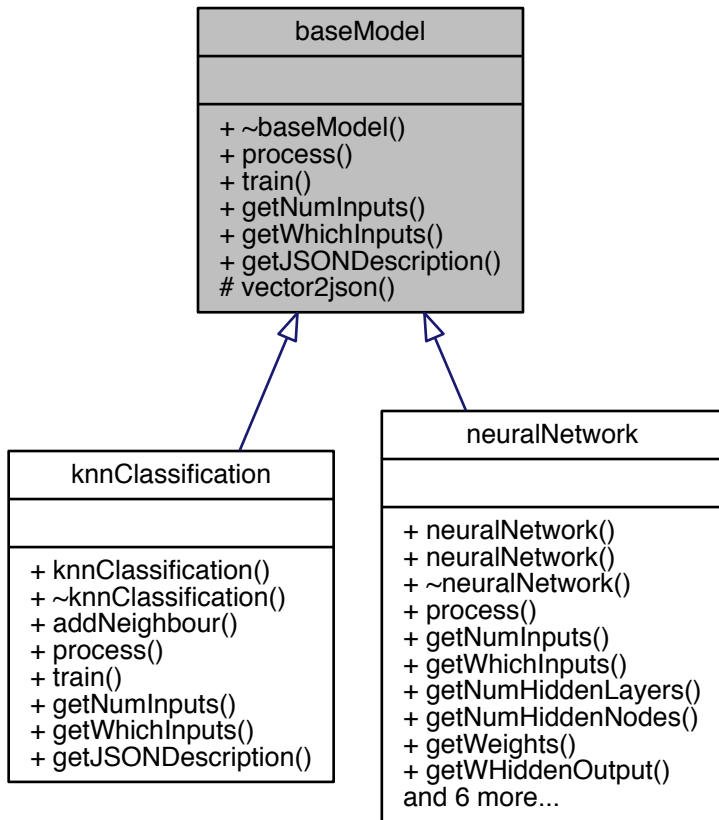 baseModel
+ ~baseModel()
+ process()
+ train()
+ getNumInputs()
+ getWhichInputs()
+ getJSONDescription()
# vector2json()
knnClassification
+ knnClassification()
+ ~knnClassification()
+ addNeighbour()
+ process()
+ train()
+ getNumInputs()
+ getWhichInputs()
+ getJSONDescription()
neuralNetwork
+ neuralNetwork()
+ neuralNetwork()
+ ~neuralNetwork()
+ process()
+ getNumInputs()
+ getWhichInputs()
+ getNumHiddenLayers()
+ getNumHiddenNodes()
+ getWeights()
+ getWHiddenOutput()
and 6 more...